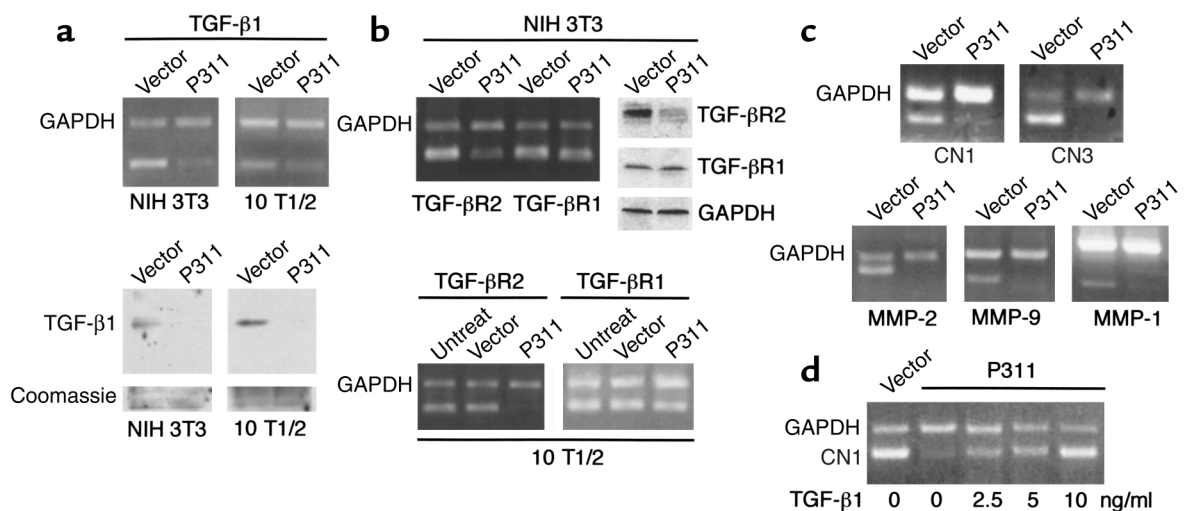 a
TGF-β1
Vector P311 Vector P311
GAPDH
NIH 3T3 10 T1/2
Vector P311 Vector P311
TGF-β1
Coomassie
NIH 3T3 10 T1/2
b
NIH 3T3
Vector P311 Vector P311 Vector P311
GAPDH
TGF-βR2
TGF-βR1
GAPDH
TGF-βR2 TGF-βR1
TGF-βR2 TGF-βR1
Untreat Vector P311 Untreat Vector P311
GAPDH
10 T1/2
c
Vector P311 Vector P311
GAPDH
CN1 CN3
Vector P311 Vector P311 Vector P311
GAPDH
MMP-2 MMP-9 MMP-1
d
Vector P311
GAPDH
CN1
TGF-β1 0 0 2.5 5 10 ng/ml